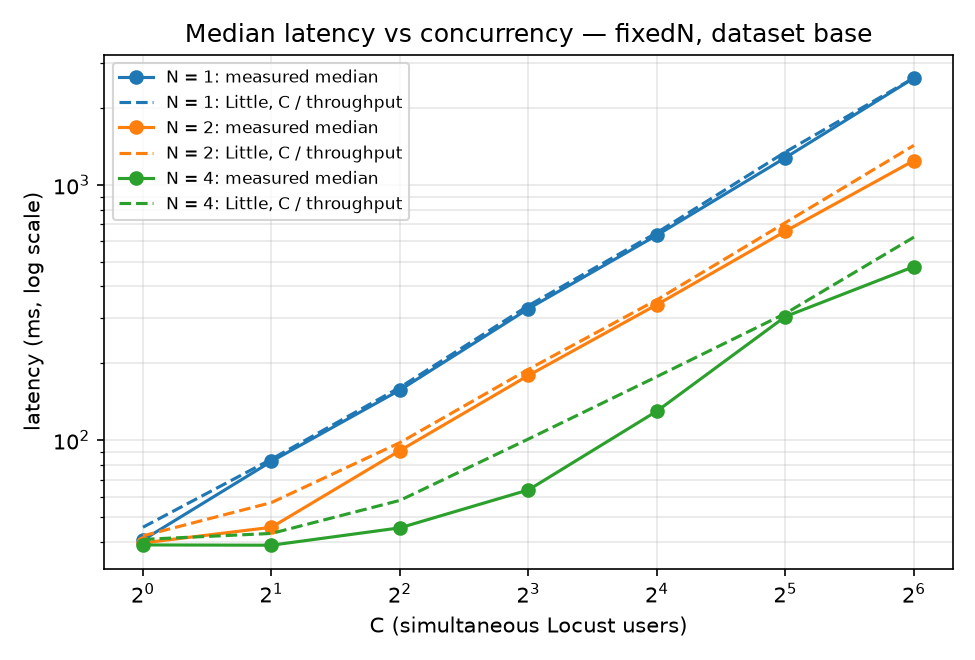 Median latency vs concurrency — fixedN, dataset base
N = 1: measured median
N = 1: Little, C / throughput
N = 2: measured median
N = 2: Little, C / throughput
N = 4: measured median
N = 4: Little, C / throughput
latency (ms, log scale)
10³
10²
2⁰ 2¹ 2² 2³ 2⁴ 2⁵ 2⁶
C (simultaneous Locust users)